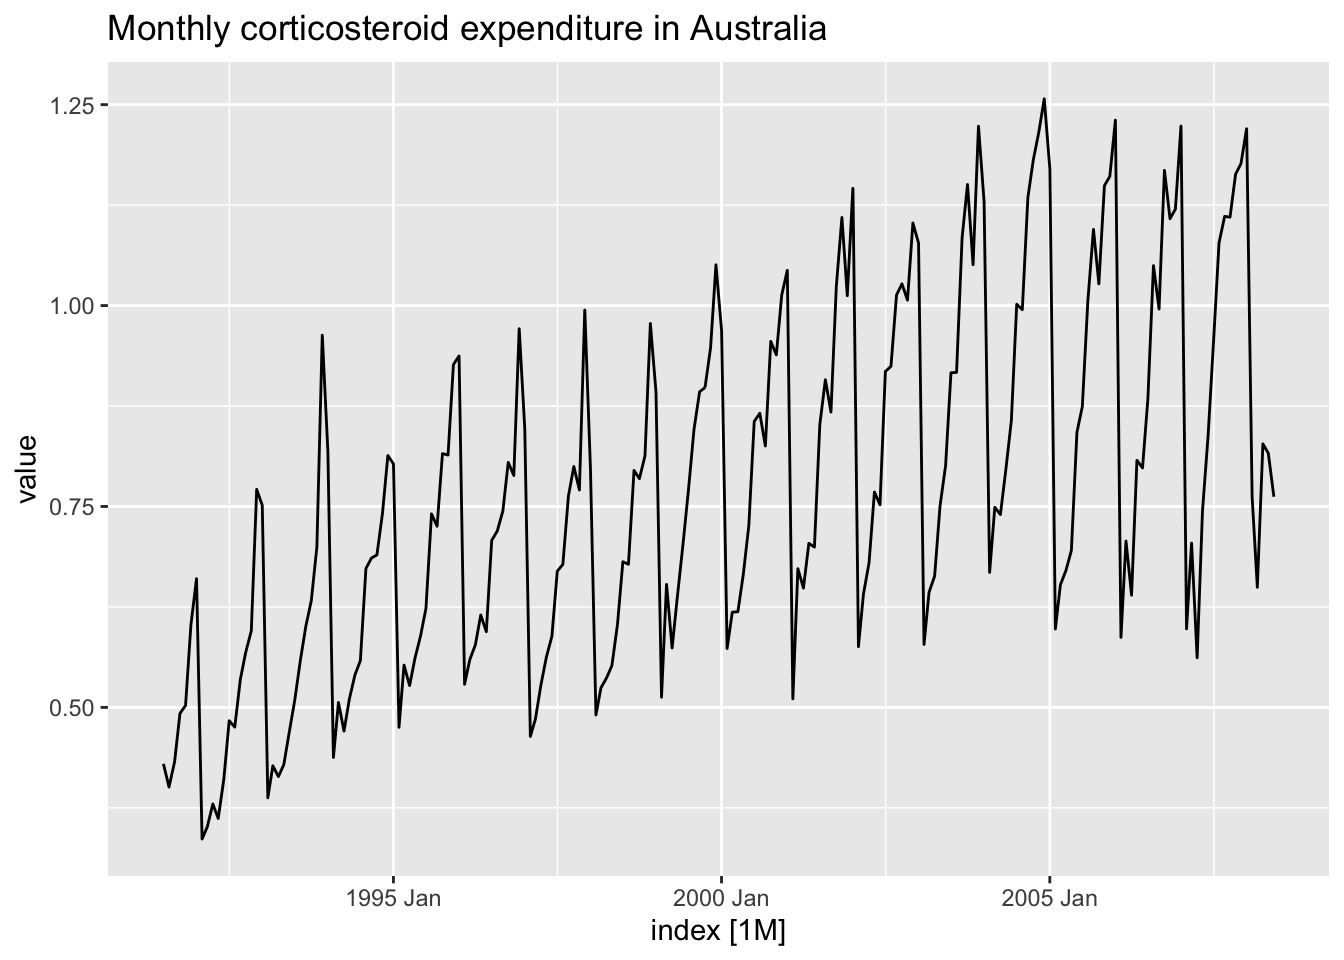 Monthly corticosteroid expenditure in Australia
1.25
1.00
0.75
0.50
value
1995 Jan
2000 Jan
2005 Jan
index [1M]